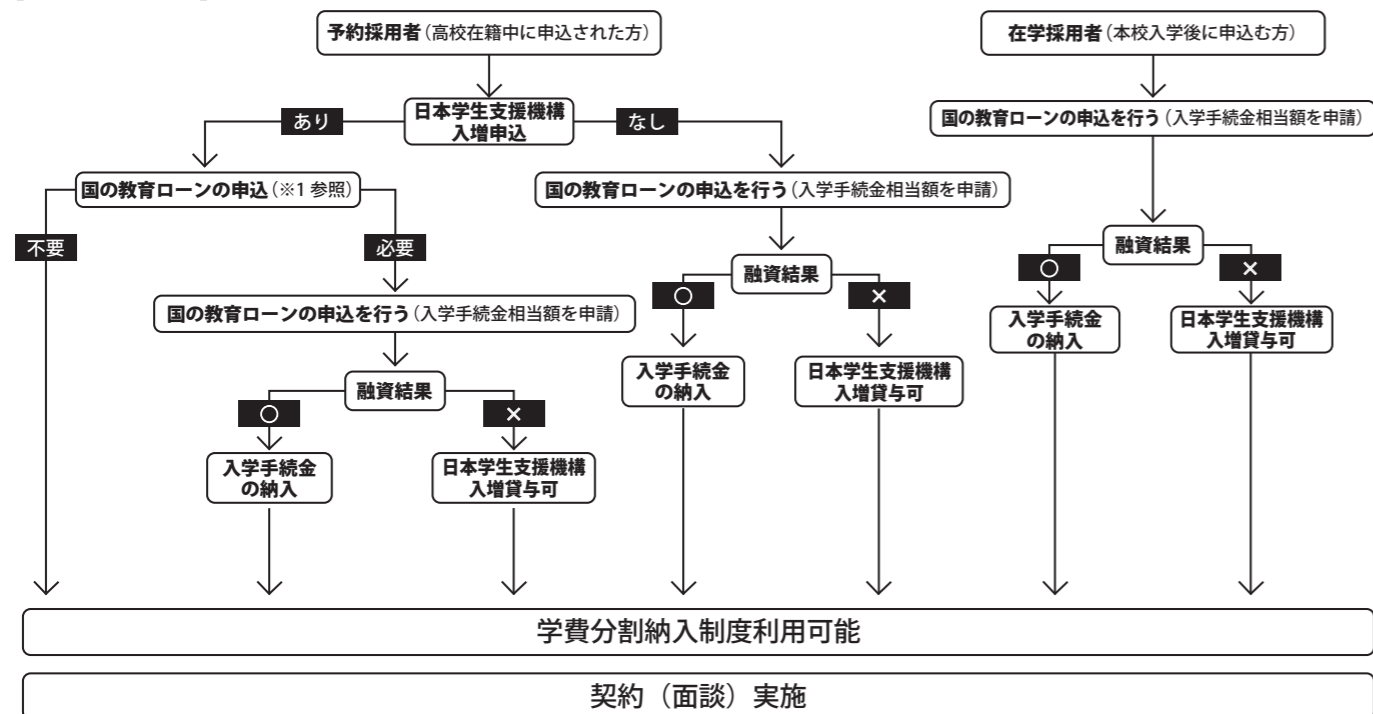 予約採用者（高校在籍中に申込された方）
在学採用者（本校入学後に申込む方）
日本学生支援機構
入増申込
あり
なし
国の教育ローンの申込を行う（入学手続金相当額を申請）
国の教育ローンの申込（※1 参照）
国の教育ローンの申込を行う（入学手続金相当額を申請）
不要
必要
融資結果
○
×
融資結果
○
×
国の教育ローンの申込を行う（入学手続金相当額を申請）
入学手続金
の納入
日本学生支援機構
入増貸与可
入学手続金
の納入
日本学生支援機構
入増貸与可
融資結果
○
×
入学手続金
の納入
日本学生支援機構
入増貸与可
学費分割納入制度利用可能
契約（面談）実施